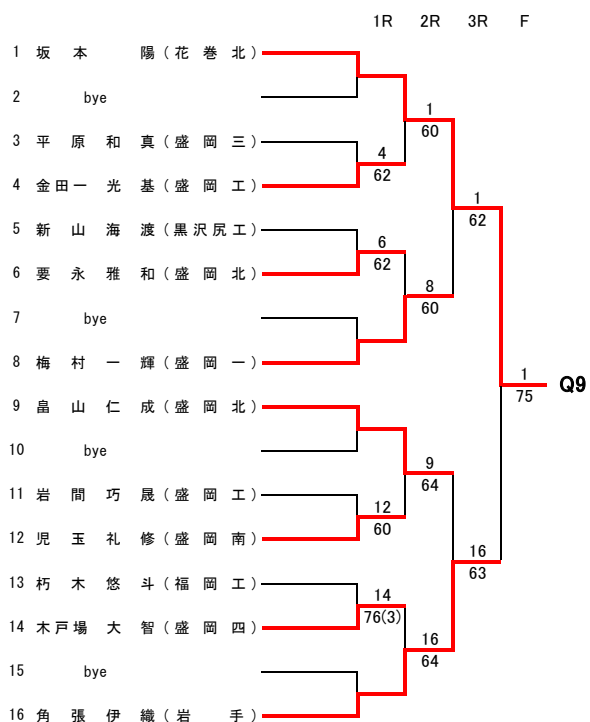 1R 2R 3R F
1 坂本 陽(花巻北)
2 bye
1
60
3 平原和真(盛岡三)
4
62
4 金田一光基(盛岡工)
1
62
5 新山海渡(黒沢尻工)
6
62
6 要永雅和(盛岡北)
8
60
7 bye
8 梅村一輝(盛岡一)
1
75
Q9
9 畠山仁成(盛岡北)
10 bye
9
64
11 岩間巧晟(盛岡工)
12
60
12 児玉礼修(盛岡南)
16
63
13 朽木悠斗(福岡工)
14
76(3)
14 木戸場大智(盛岡四)
16
64
15 bye
16 角張伊織(岩手)